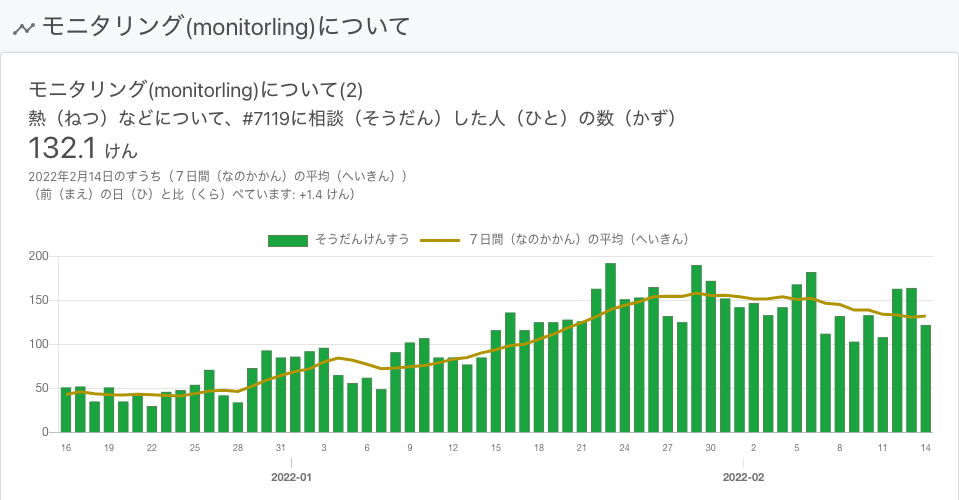 モニタリング(monitorling)について
モニタリング(monitorling)について(2)
熱（ねつ）などについて、#7119に相談（そうだん）した人（ひと）の数（かず）
132.1 けん
2022年2月14日のすうち（７日間（なのかかん）の平均（へいきん））
（前（まえ）の日（ひ）と比（くら）べています: +1.4 けん）
そうだんけんすう ７日間（なのかかん）の平均（へいきん）
200
150
100
50
0
16 19 22 25 28 31 3 6 9 12 15 18 21 24 27 30 2 5 8 11 14
2022-01 2022-02